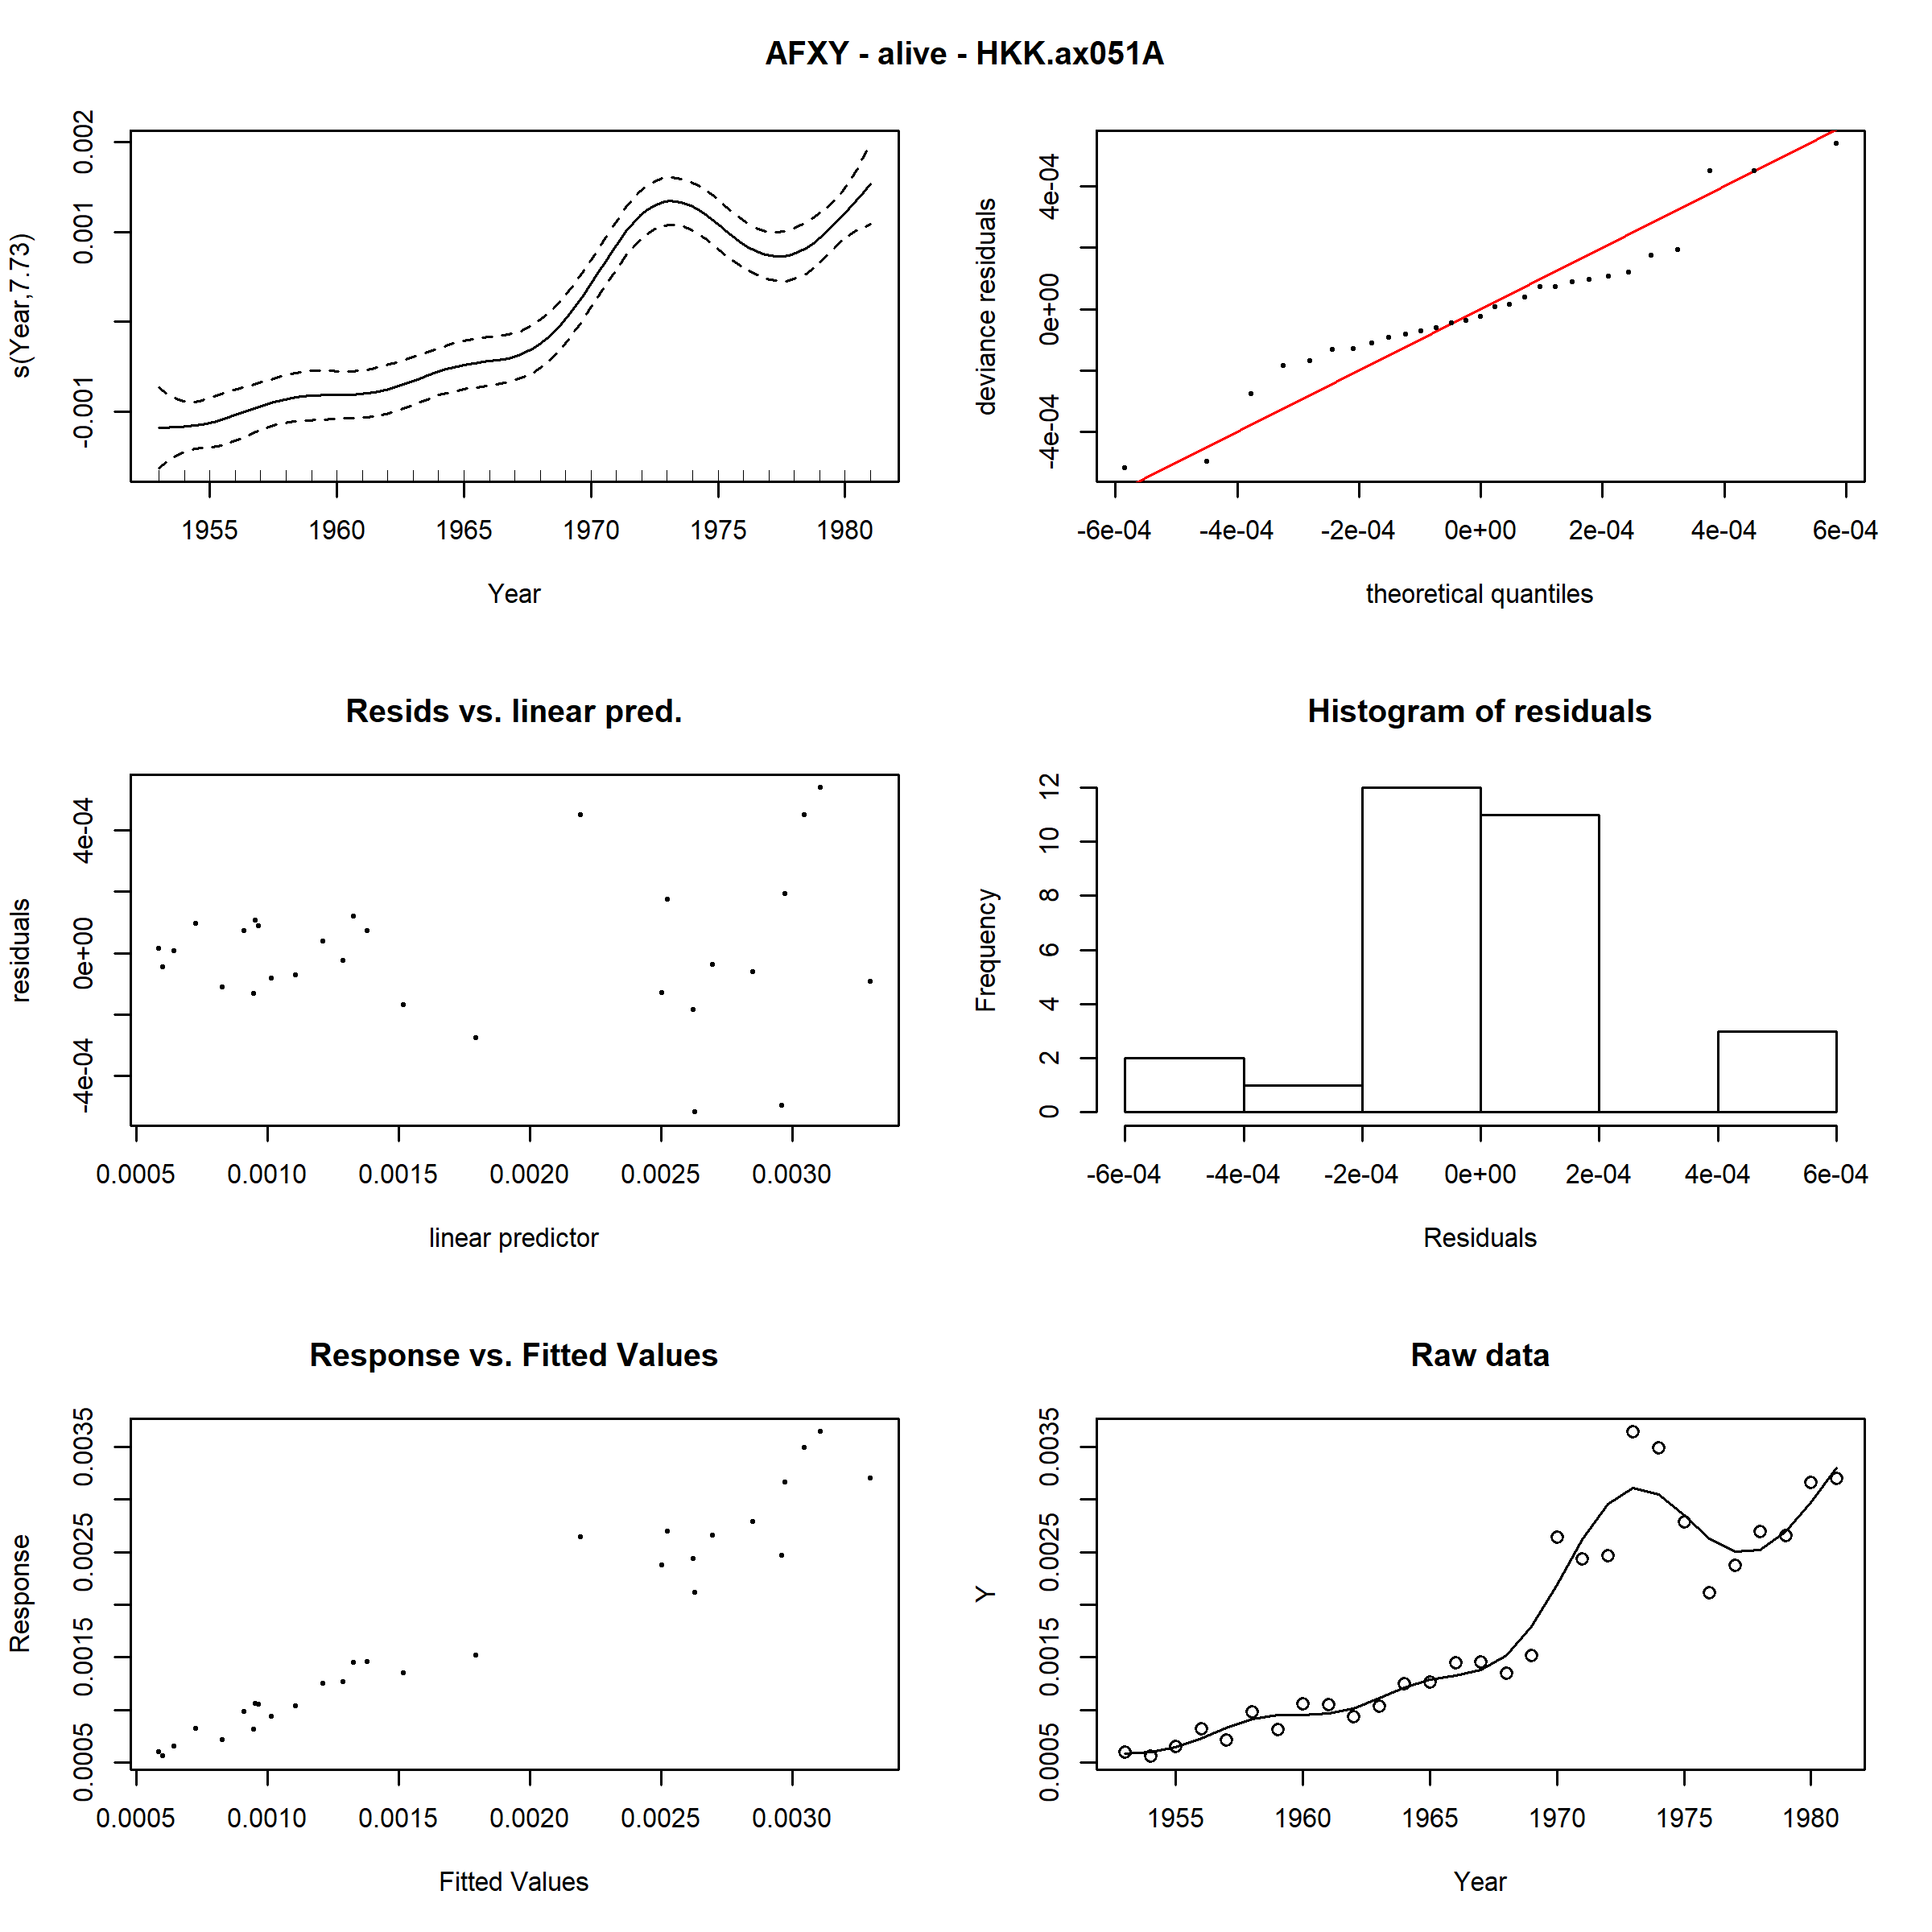 AFXY - alive - HKK.ax051A
s(Year,7.73)
0.002
0.001
-0.001
1955 1960 1965 1970 1975 1980
Year
deviance residuals
4e-04
0e+00
-4e-04
-6e-04 -4e-04 -2e-04 0e+00 2e-04 4e-04 6e-04
theoretical quantiles
Resids vs. linear pred.
residuals
4e-04
0e+00
-4e-04
0.0005 0.0010 0.0015 0.0020 0.0025 0.0030
linear predictor
Histogram of residuals
Frequency
12
10
8
6
4
2
0
-6e-04 -4e-04 -2e-04 0e+00 2e-04 4e-04 6e-04
Residuals
Response vs. Fitted Values
Response
0.0035
0.0025
0.0015
0.0005
0.0005 0.0010 0.0015 0.0020 0.0025 0.0030
Fitted Values
Raw data
Y
0.0035
0.0025
0.0015
0.0005
1955 1960 1965 1970 1975 1980
Year